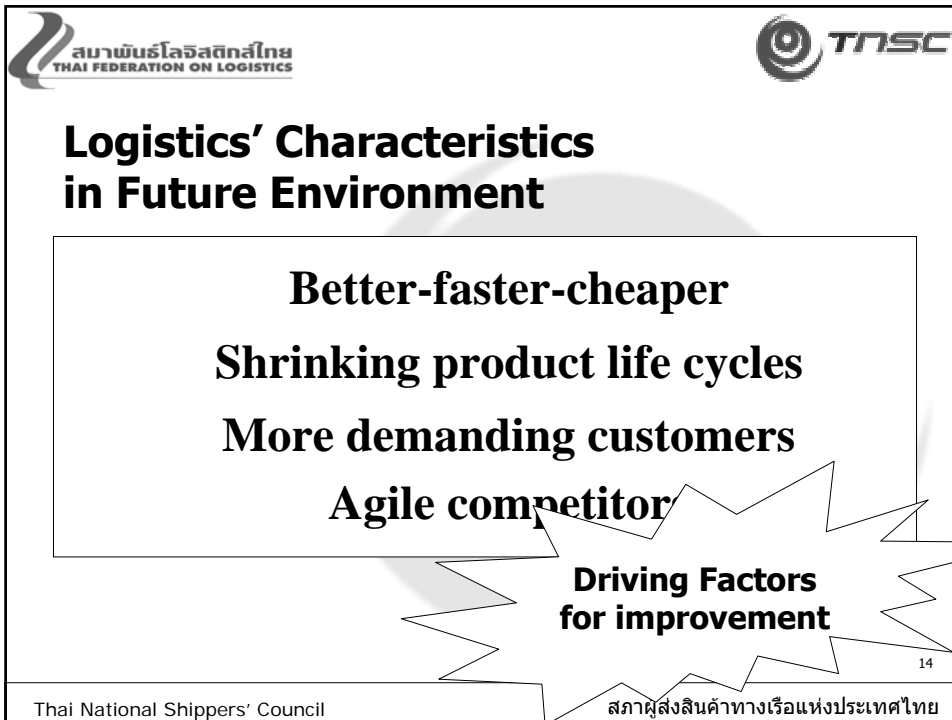 สมาพันธ์โลจิสติกส์ไทย
THAI FEDERATION ON LOGISTICS
TNSC
Logistics’ Characteristics
in Future Environment
Better-faster-cheaper
Shrinking product life cycles
More demanding customers
Agile competitors
Driving Factors
for improvement
14
Thai National Shippers’ Council
สภาผู้ส่งสินค้าทางเรือแห่งประเทศไทย